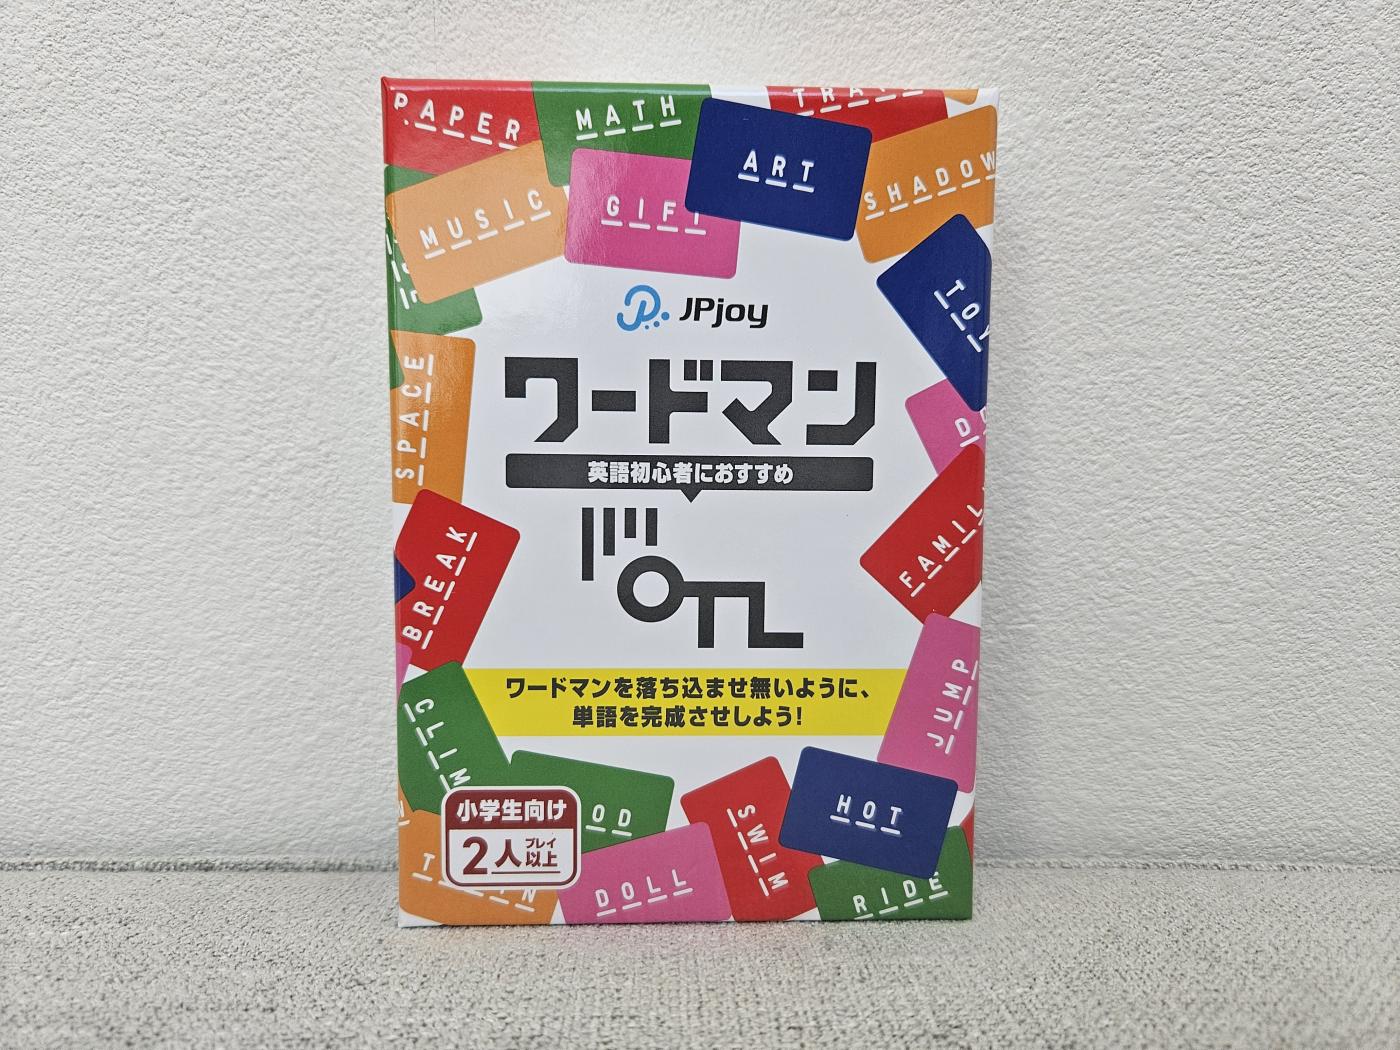 PAPER
MATH
ART
SHADOW
MUSIC
GIFT
TOY
JPjoy
ワードマン
英語初心者におすすめ
SPACE
FAMIL
BREAK
JUMP
ワードマンを落ち込ませ無いように、
単語を完成させしよう!
CLIM
小学生向け
2人プレイ以上
OD
SWIM
HOT
DOLL
RIDE